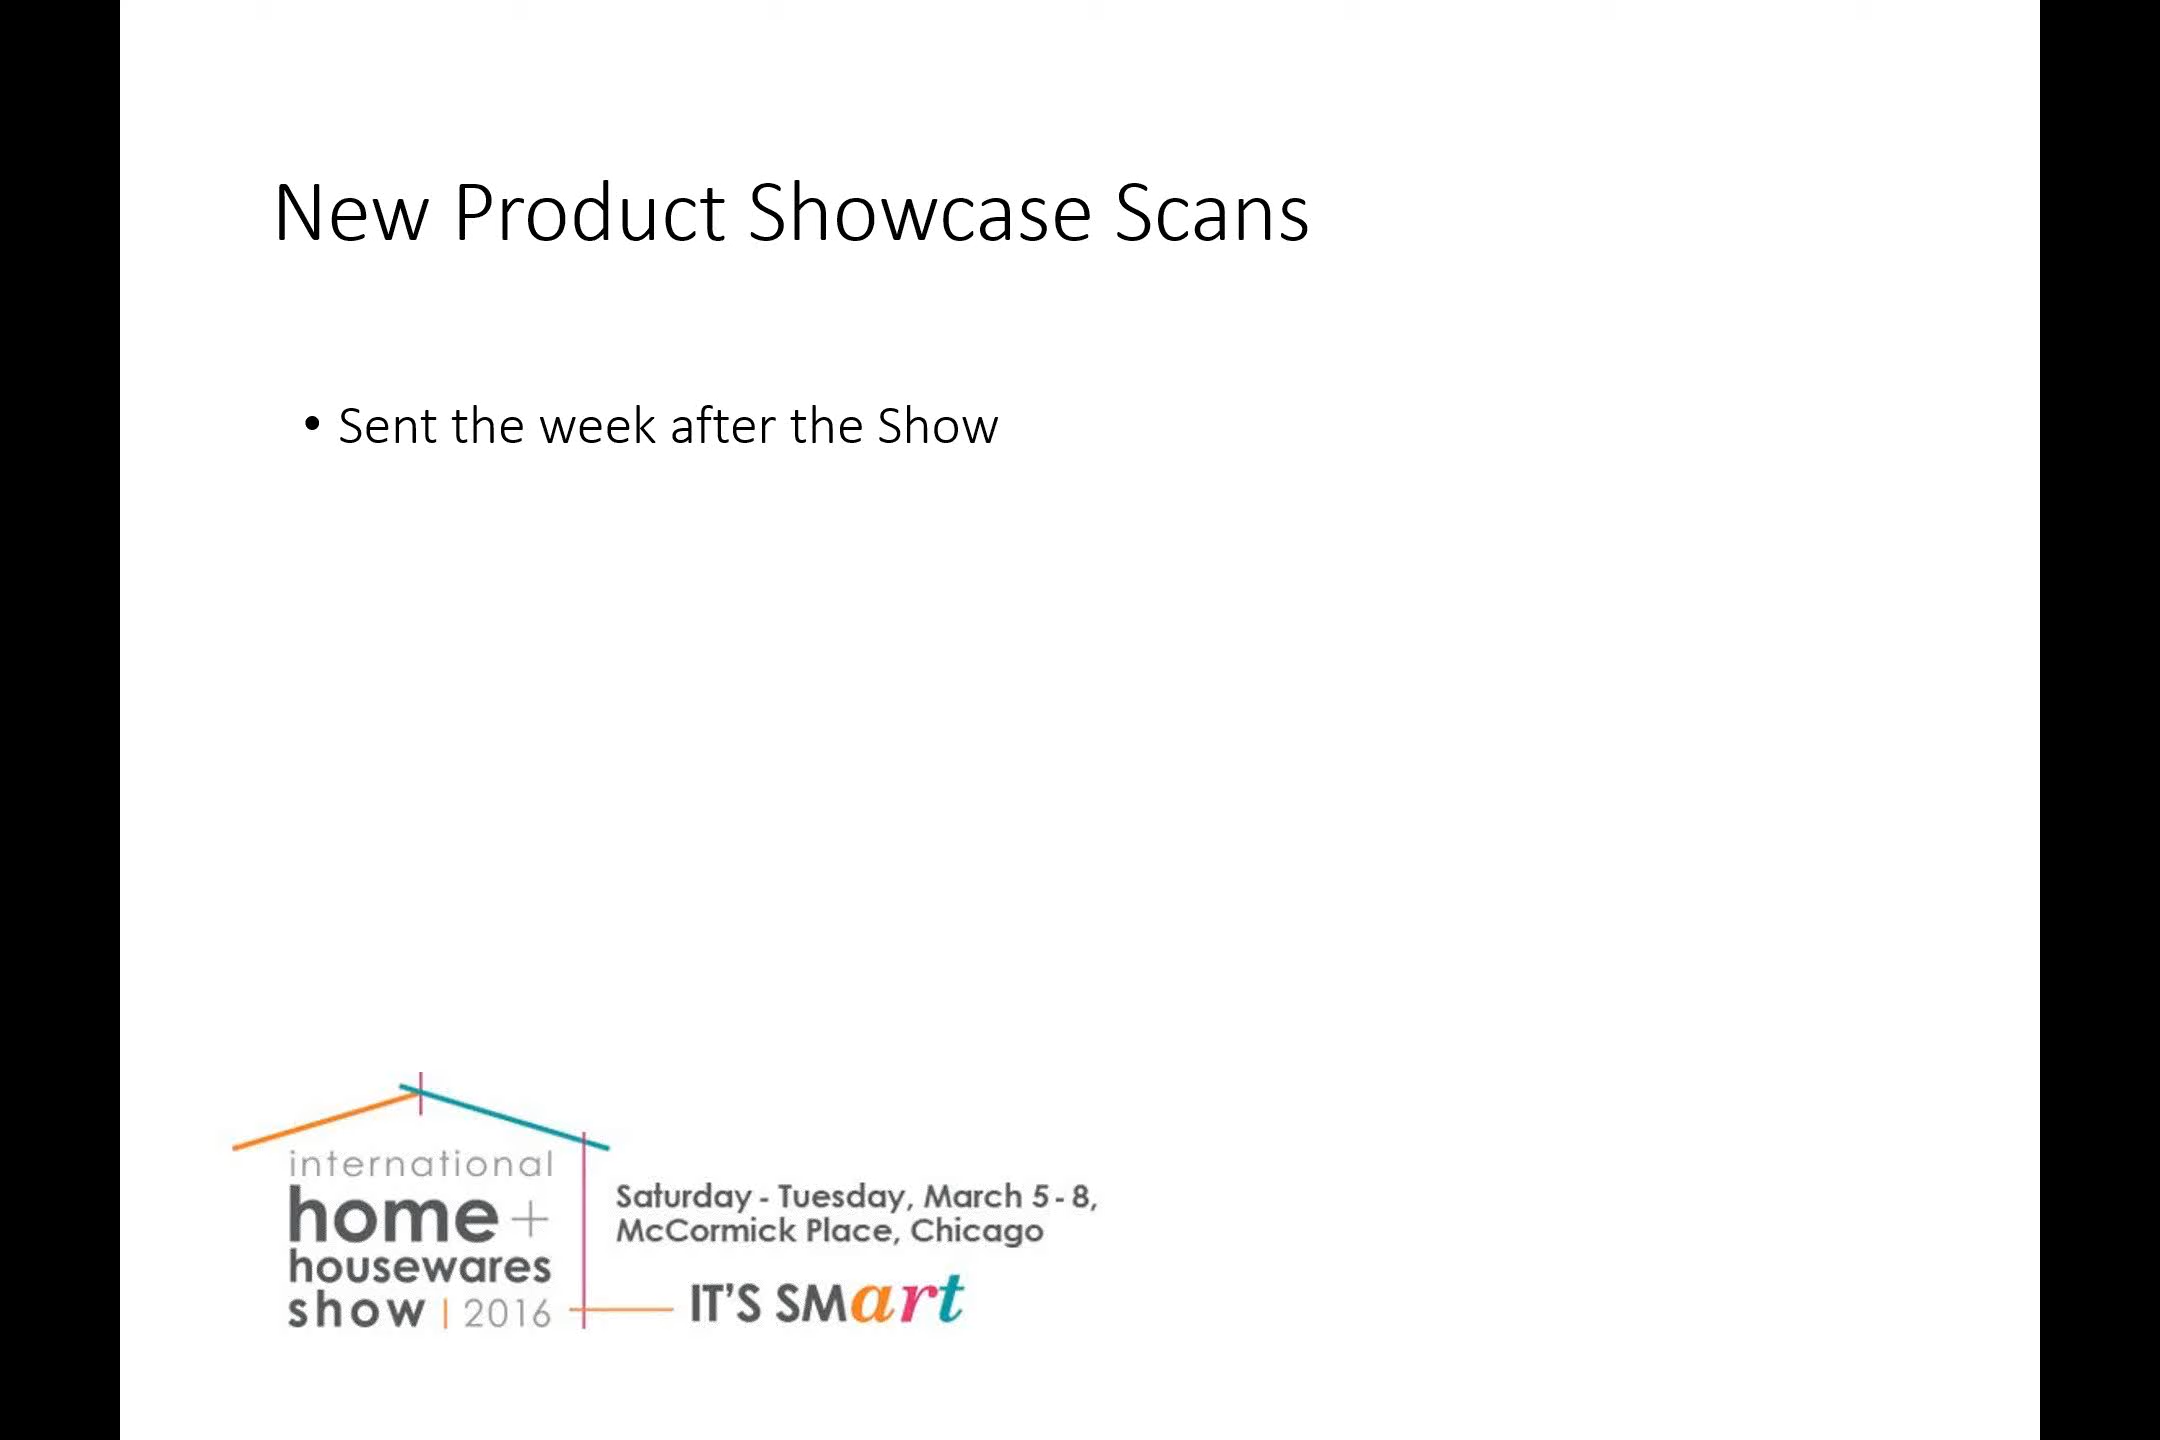 New Product Showcase Scans
• Sent the week after the Show
international
home +
housewares
show | 2016
Saturday - Tuesday, March 5 - 8,
McCormick Place, Chicago
IT'S SMart